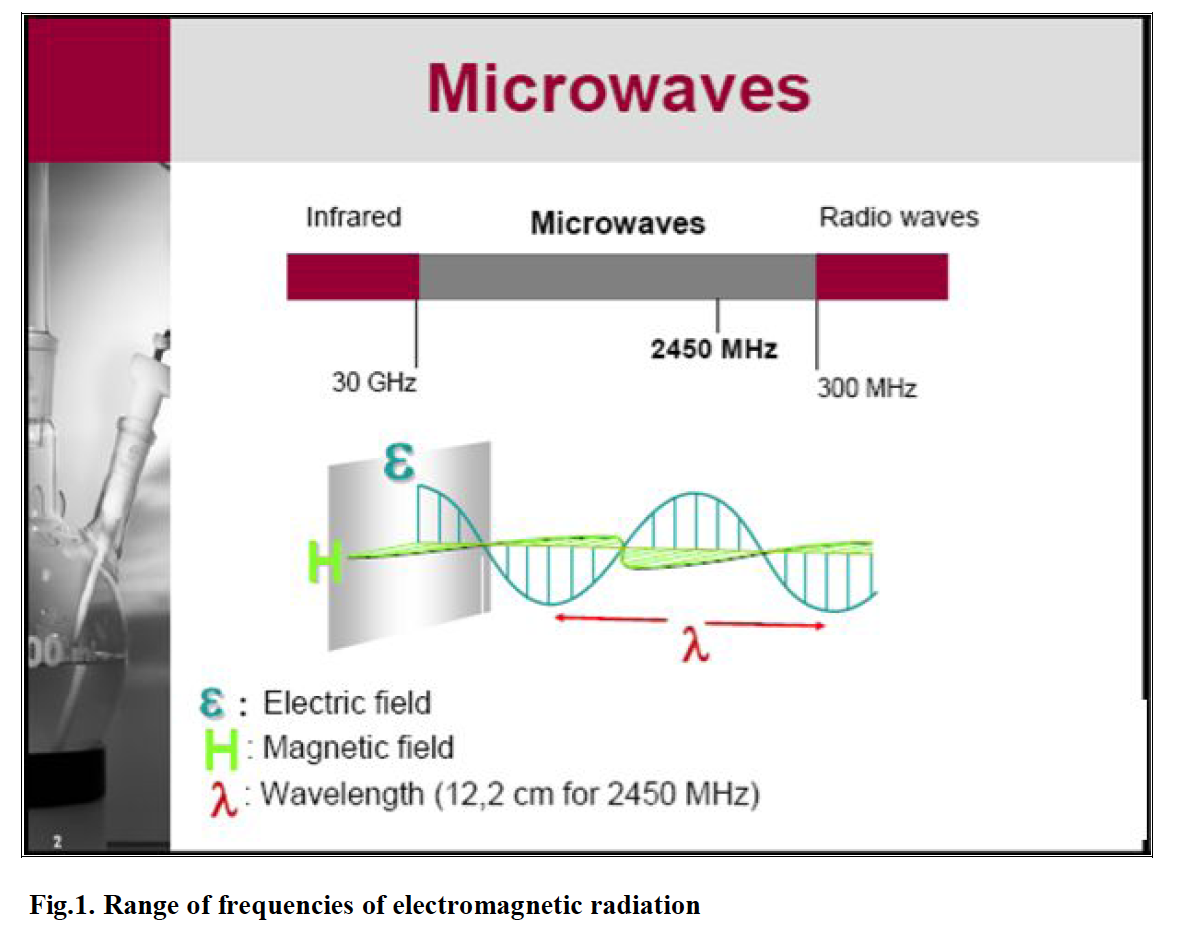 Microwaves
Infrared
Microwaves
Radio waves
2450 MHz
30 GHz
300 MHz
ε
H
λ
ε : Electric field
H : Magnetic field
λ : Wavelength (12,2 cm for 2450 MHz)
00
2
Fig.1. Range of frequencies of electromagnetic radiation